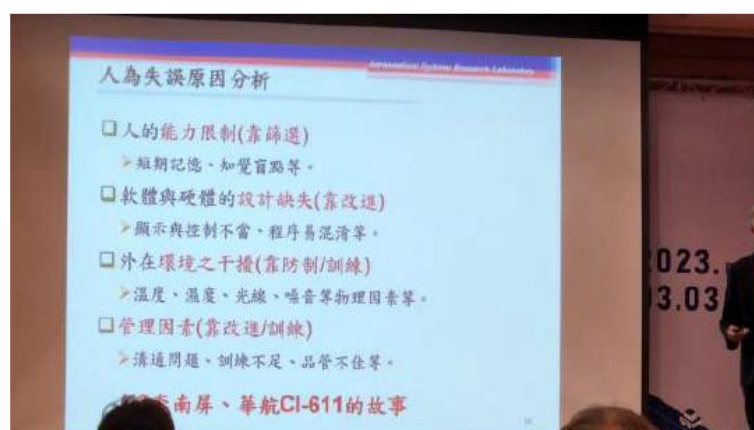 Aeronautical Systems Research Laboratory
人為失誤原因分析
人的能力限制(靠篩選)
短期記憶、知覺盲點等。
軟體與硬體的設計缺失(靠改進)
顯示與控制不當、程序易混淆等。
外在環境之干擾(靠防制/訓練)
溫度、濕度、光線、噪音等物理因素等。
管理因素(靠改進/訓練)
溝通問題、訓練不足、品管不佳等。
南屏、華航CI-611的故事
2023.
03.03